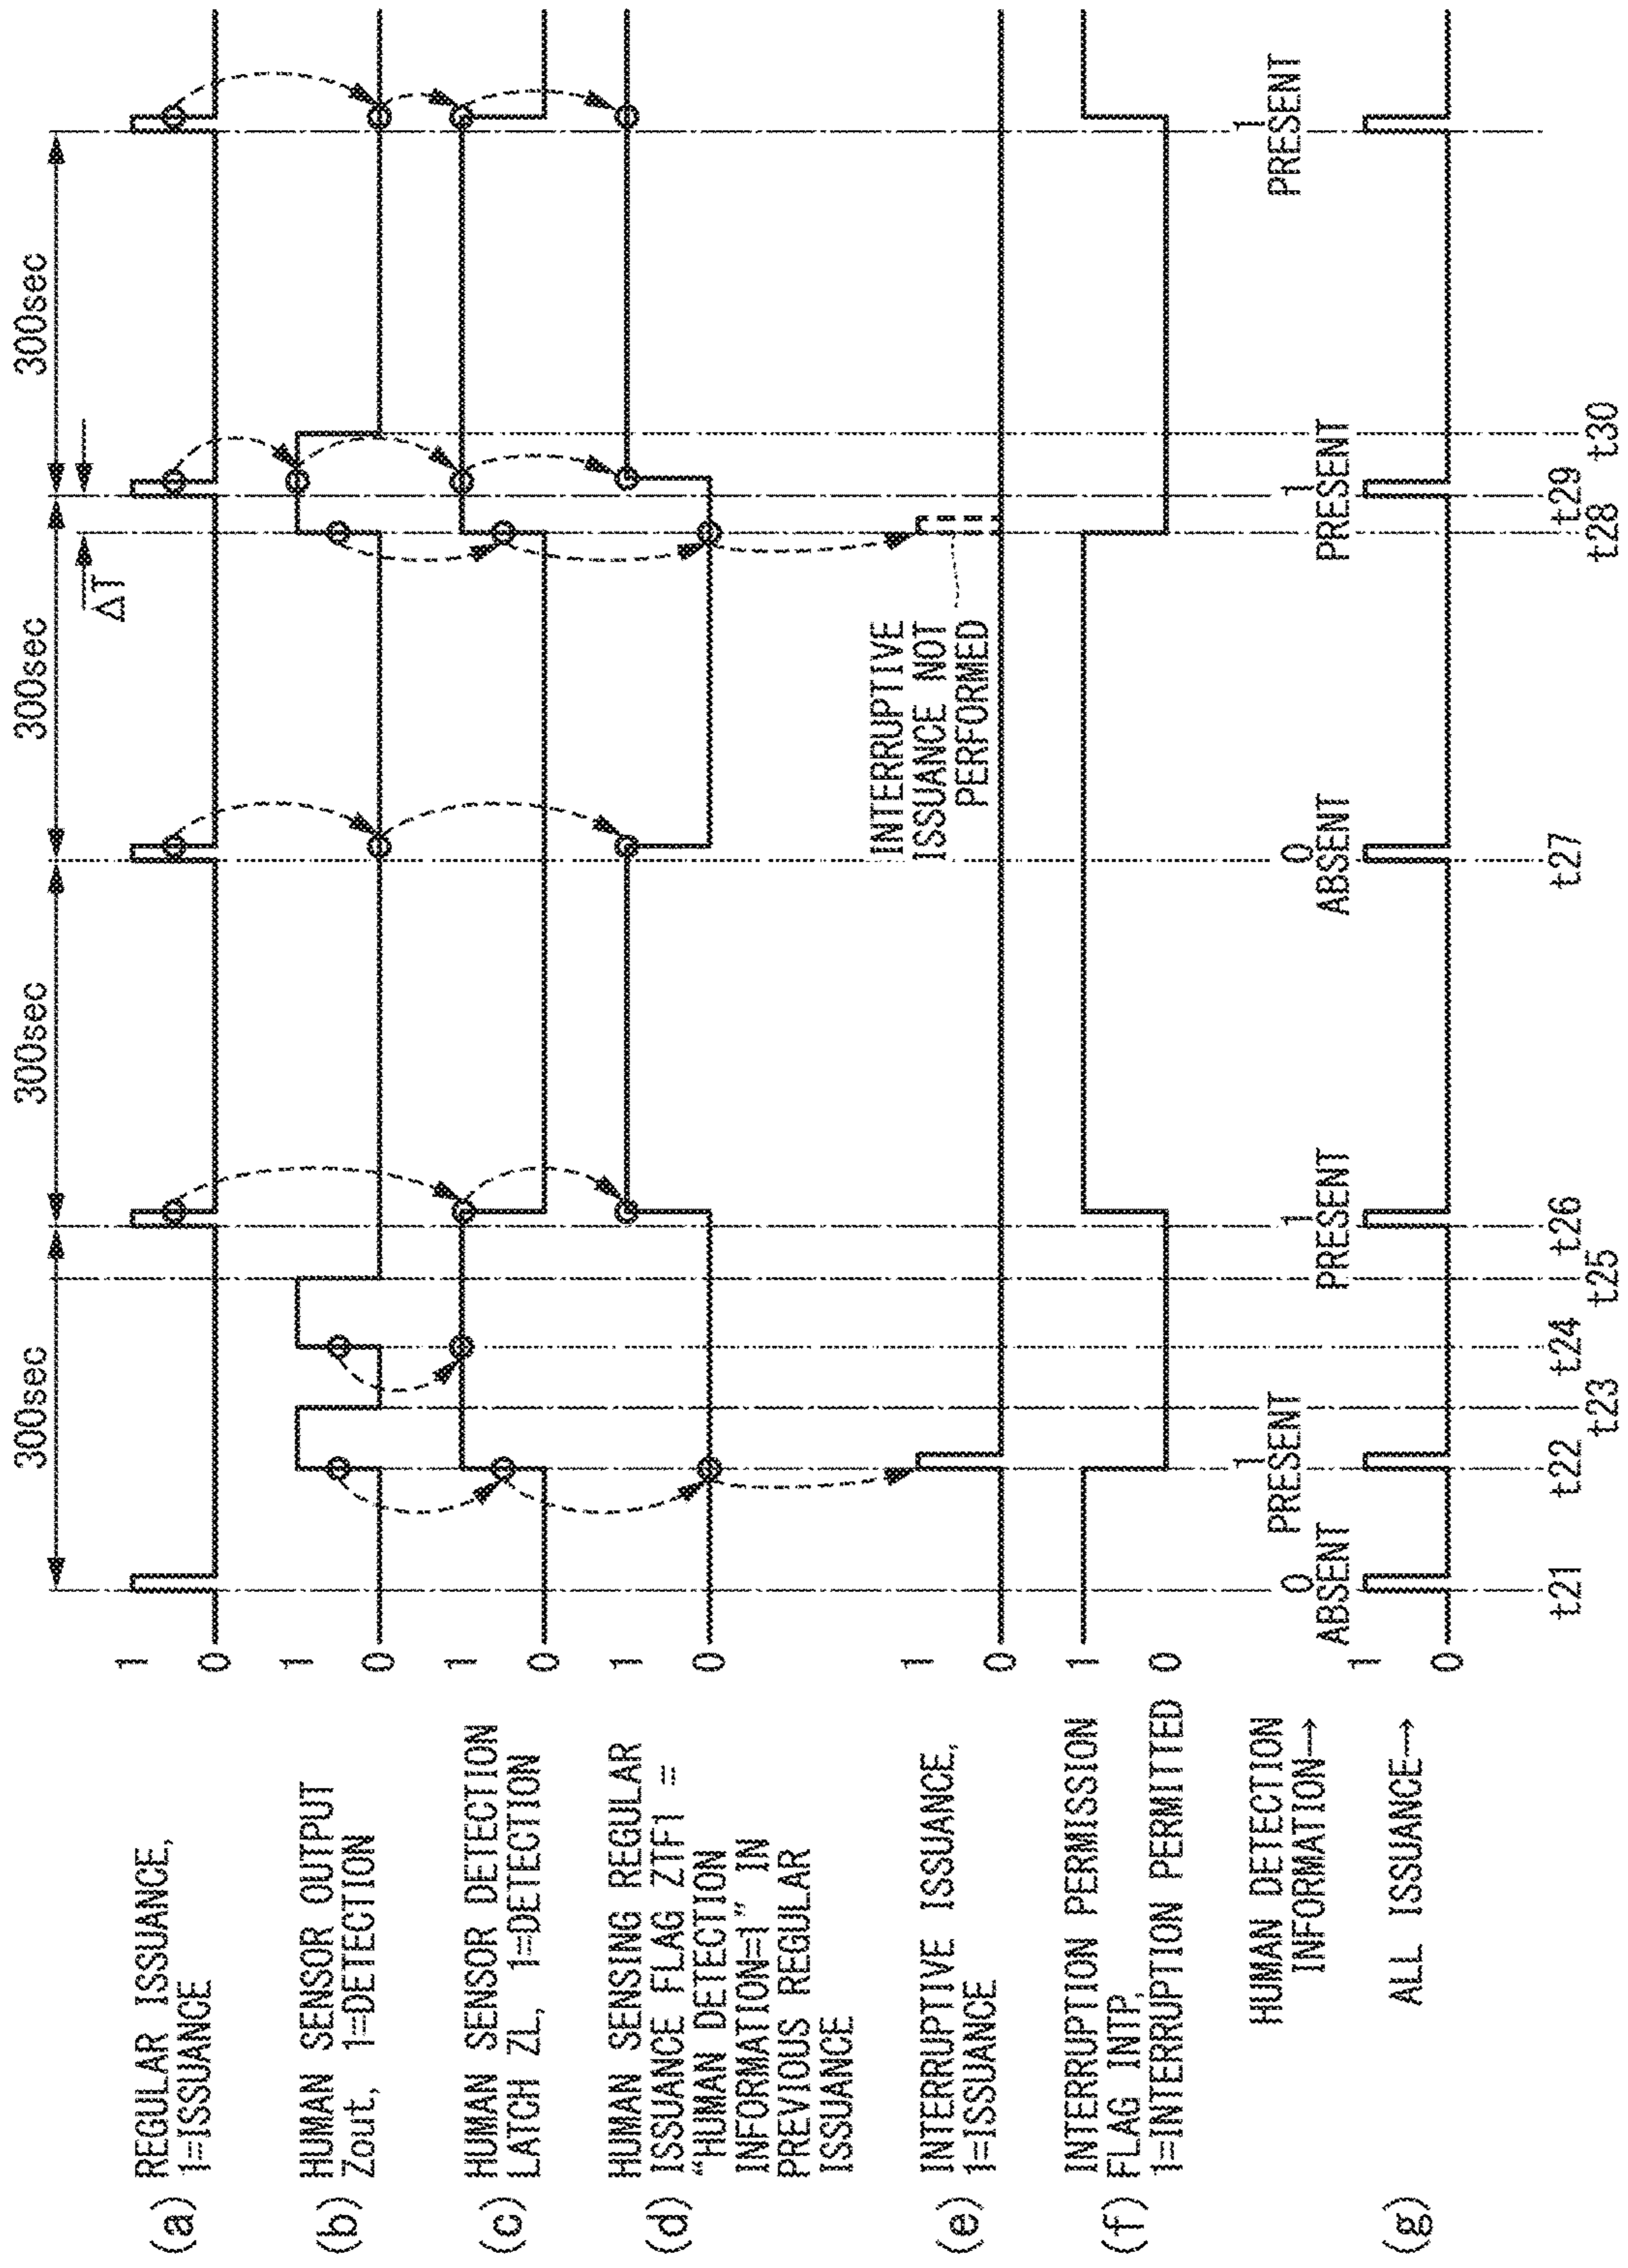 300sec
300sec
300sec
300sec
ΔT
(a) REGULAR ISSUANCE,
1=ISSUANCE
1
0
(b) HUMAN SENSOR OUTPUT
Zout, 1=DETECTION
1
0
(c) HUMAN SENSOR DETECTION
LATCH ZL, 1=DETECTION
1
0
(d) HUMAN SENSING REGULAR
ISSUANCE FLAG ZTF1 =
“HUMAN DETECTION
INFORMATION=1” IN
PREVIOUS REGULAR
ISSUANCE
1
0
INTERRUPTIVE
ISSUANCE NOT
PERFORMED
(e) INTERRUPTIVE ISSUANCE,
1=ISSUANCE
1
0
(f) INTERRUPTION PERMISSION
FLAG INTP,
1=INTERRUPTION PERMITTED
1
0
HUMAN DETECTION
INFORMATION→
0
ABSENT
1
PRESENT
1
PRESENT
0
ABSENT
1
PRESENT
1
PRESENT
(g) ALL ISSUANCE→
1
0
t21
t22
t23
t24
t25
t26
t27
t28
t29
t30